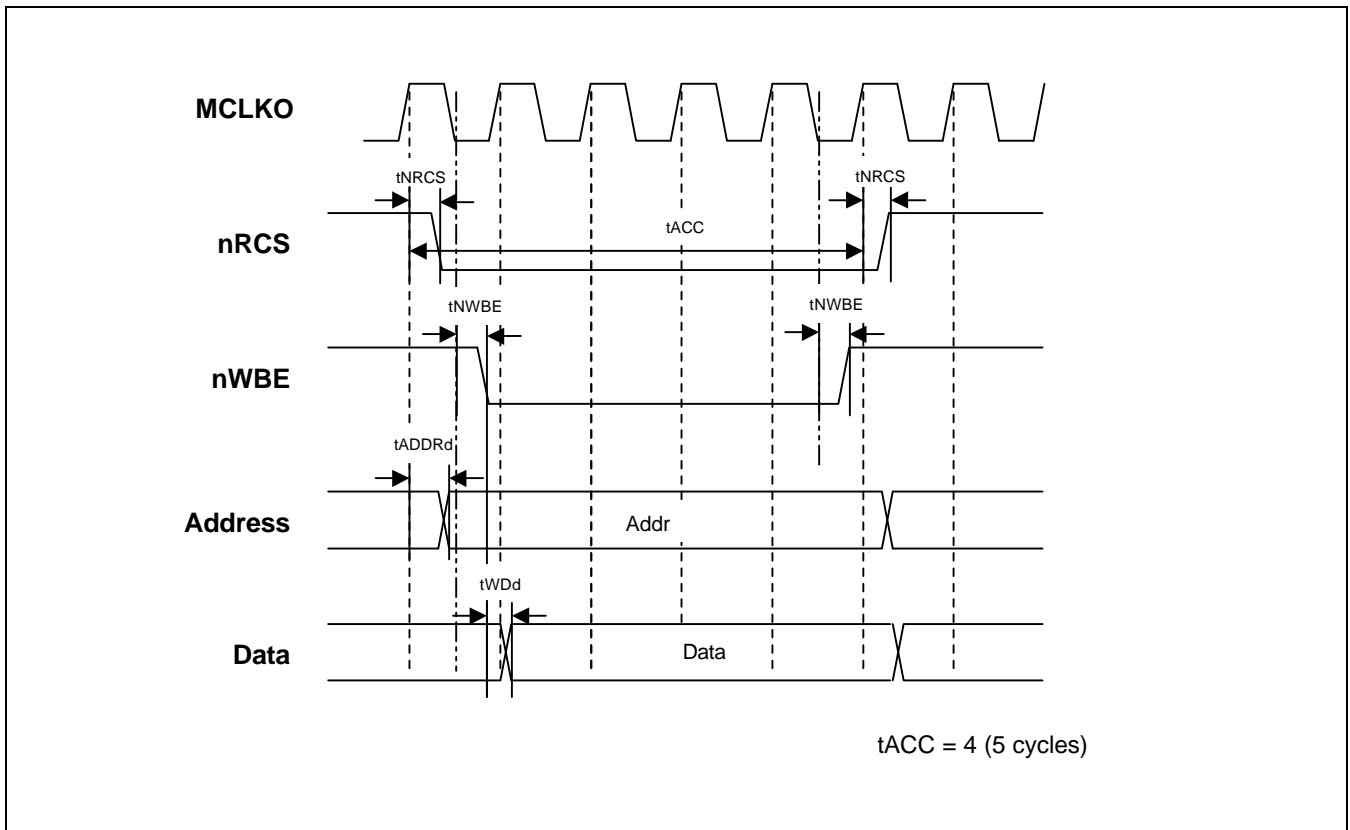 MCLKO
tNRCS
tNRCS
nRCS
tACC
tNWBE
tNWBE
nWBE
tADDRd
Address
Addr
tWDd
Data
Data
tACC = 4 (5 cycles)